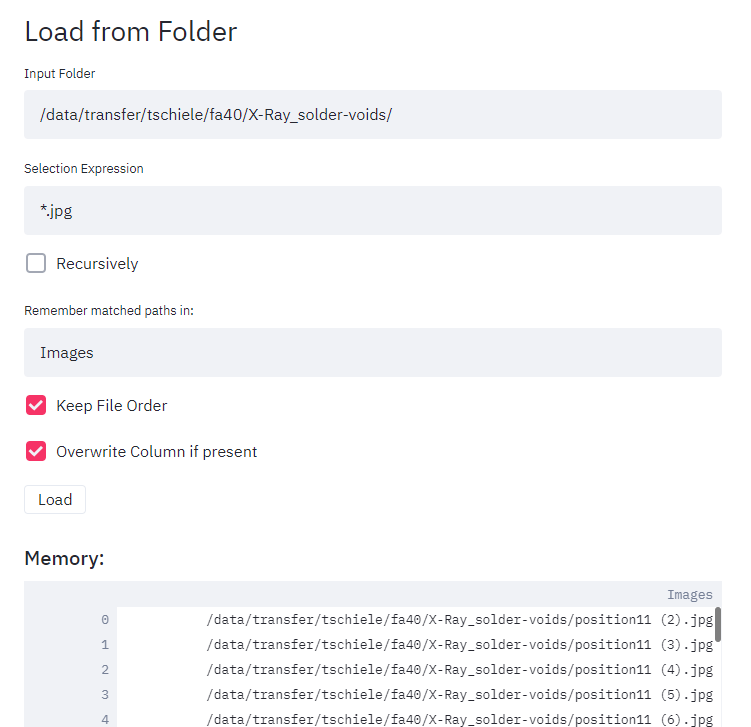 Load from Folder
Input Folder
/data/transfer/tschiele/fa40/X-Ray_solder-voids/
Selection Expression
*.jpg
Recursively
Remember matched paths in:
Images
Keep File Order
Overwrite Column if present
Load
Memory:
Images
0 /data/transfer/tschiele/fa40/X-Ray_solder-voids/position11 (2).jpg
1 /data/transfer/tschiele/fa40/X-Ray_solder-voids/position11 (3).jpg
2 /data/transfer/tschiele/fa40/X-Ray_solder-voids/position11 (4).jpg
3 /data/transfer/tschiele/fa40/X-Ray_solder-voids/position11 (5).jpg
4 /data/transfer/tschiele/fa40/X-Ray_solder-voids/position11 (6).jpg